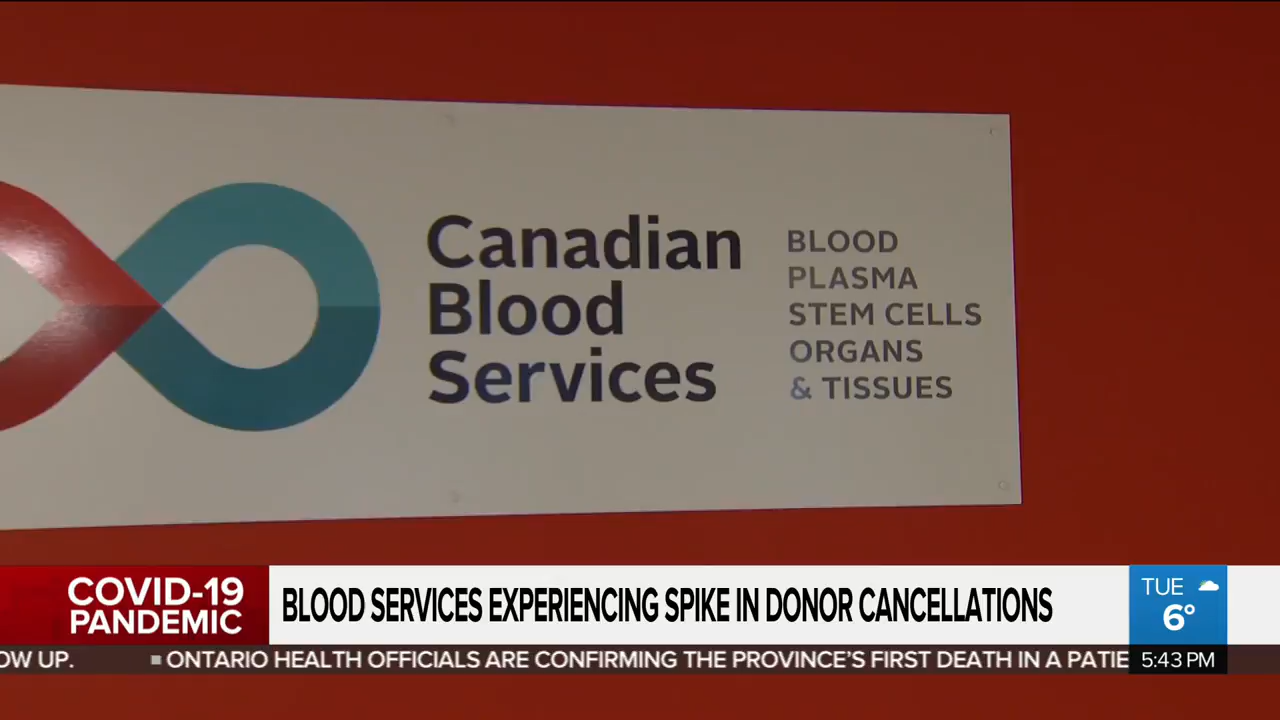 Canadian
Blood
Services
BLOOD
PLASMA
STEM CELLS
ORGANS
& TISSUES
COVID-19
PANDEMIC
BLOOD SERVICES EXPERIENCING SPIKE IN DONOR CANCELLATIONS
TUE
6°
OW UP. ■ ONTARIO HEALTH OFFICIALS ARE CONFIRMING THE PROVINCE'S FIRST DEATH IN A PATIE
5:43 PM